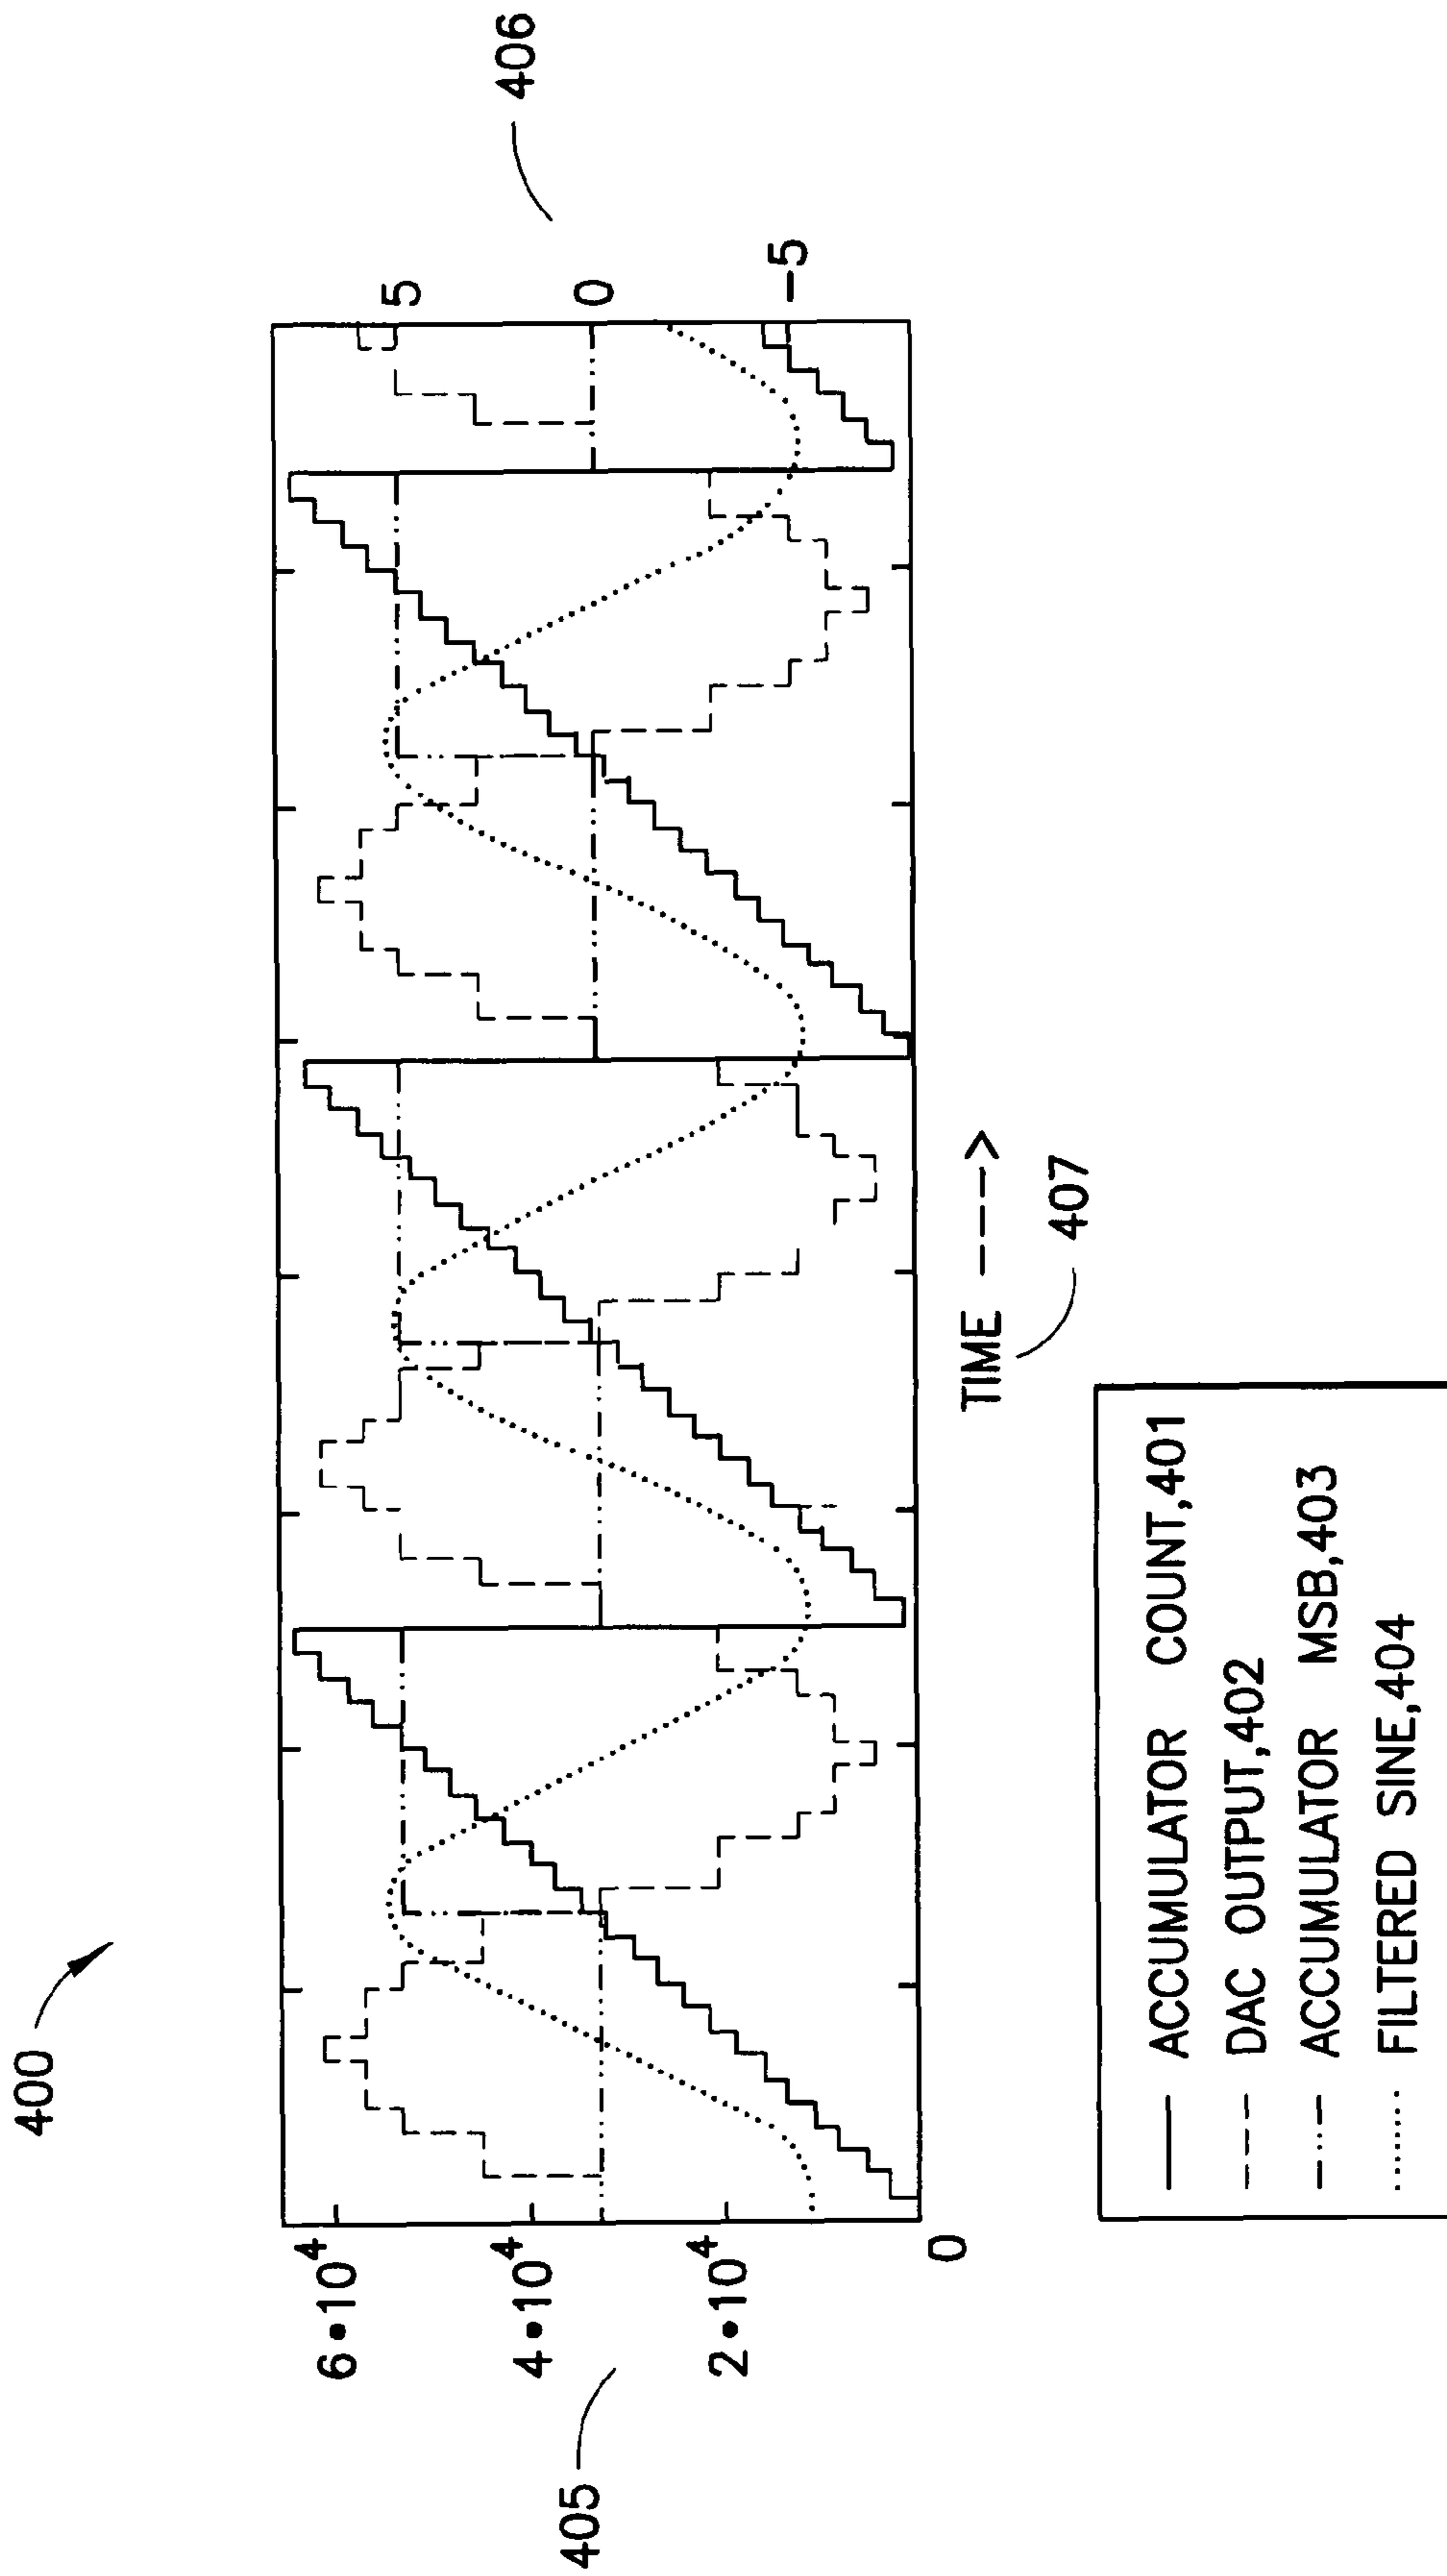 400
406
405
6•10⁴
4•10⁴
2•10⁴
0
5
0
-5
TIME ---->
407
ACCUMULATOR COUNT,401
DAC OUTPUT,402
ACCUMULATOR MSB,403
FILTERED SINE,404